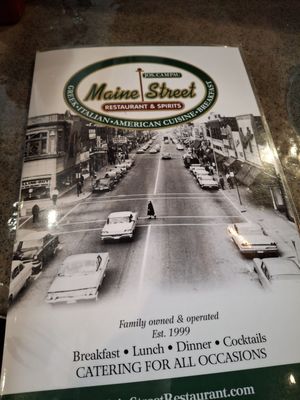 JOS. CAMPAU
Maine Street
RESTAURANT & SPIRITS
GREEK • ITALIAN • AMERICAN CUISINE • BREAKFAST
Family owned & operated
Est. 1999
Breakfast • Lunch • Dinner • Cocktails
CATERING FOR ALL OCCASIONS
StreetRestaurant.com